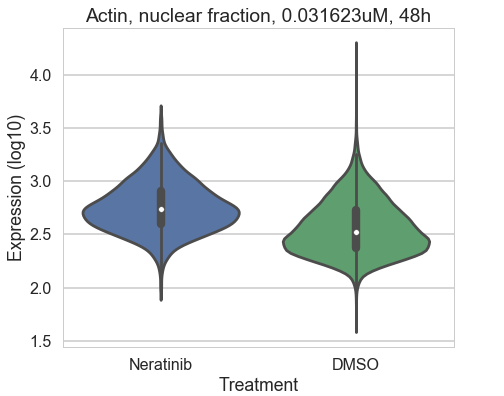 Actin, nuclear fraction, 0.031623uM, 48h
Expression (log10)
4.0
3.5
3.0
2.5
2.0
1.5
Neratinib
DMSO
Treatment